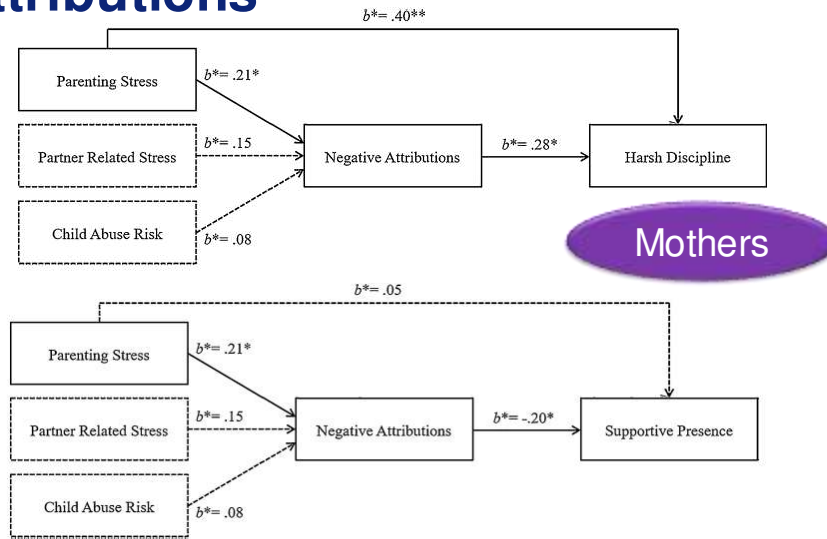 b*= .40**
Parenting Stress
b*= .21*
Partner Related Stress
b*= .15
Negative Attributions
b*= .28*
Harsh Discipline
Child Abuse Risk
b*= .08
Mothers
b*= .05
Parenting Stress
b*= .21*
Partner Related Stress
b*= .15
Negative Attributions
b*= -.20*
Supportive Presence
Child Abuse Risk
b*= .08